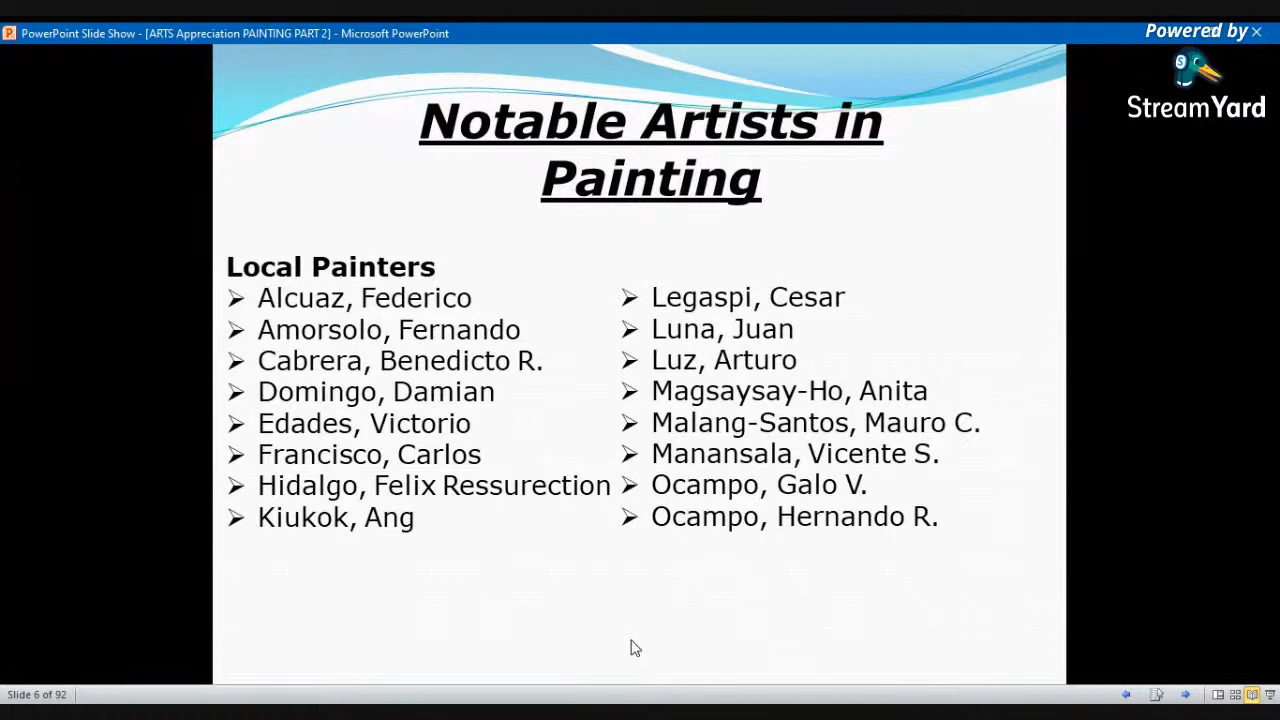 PowerPoint Slide Show - [ARTS Appreciation PAINTING PART 2] - Microsoft PowerPoint
Powered by
StreamYard
Notable Artists in
Painting
Local Painters
Alcuaz, Federico
Amorsolo, Fernando
Cabrera, Benedicto R.
Domingo, Damian
Edades, Victorio
Francisco, Carlos
Hidalgo, Felix Ressurection
Kiukok, Ang
Legaspi, Cesar
Luna, Juan
Luz, Arturo
Magsaysay-Ho, Anita
Malang-Santos, Mauro C.
Manansala, Vicente S.
Ocampo, Galo V.
Ocampo, Hernando R.
Slide 6 of 92